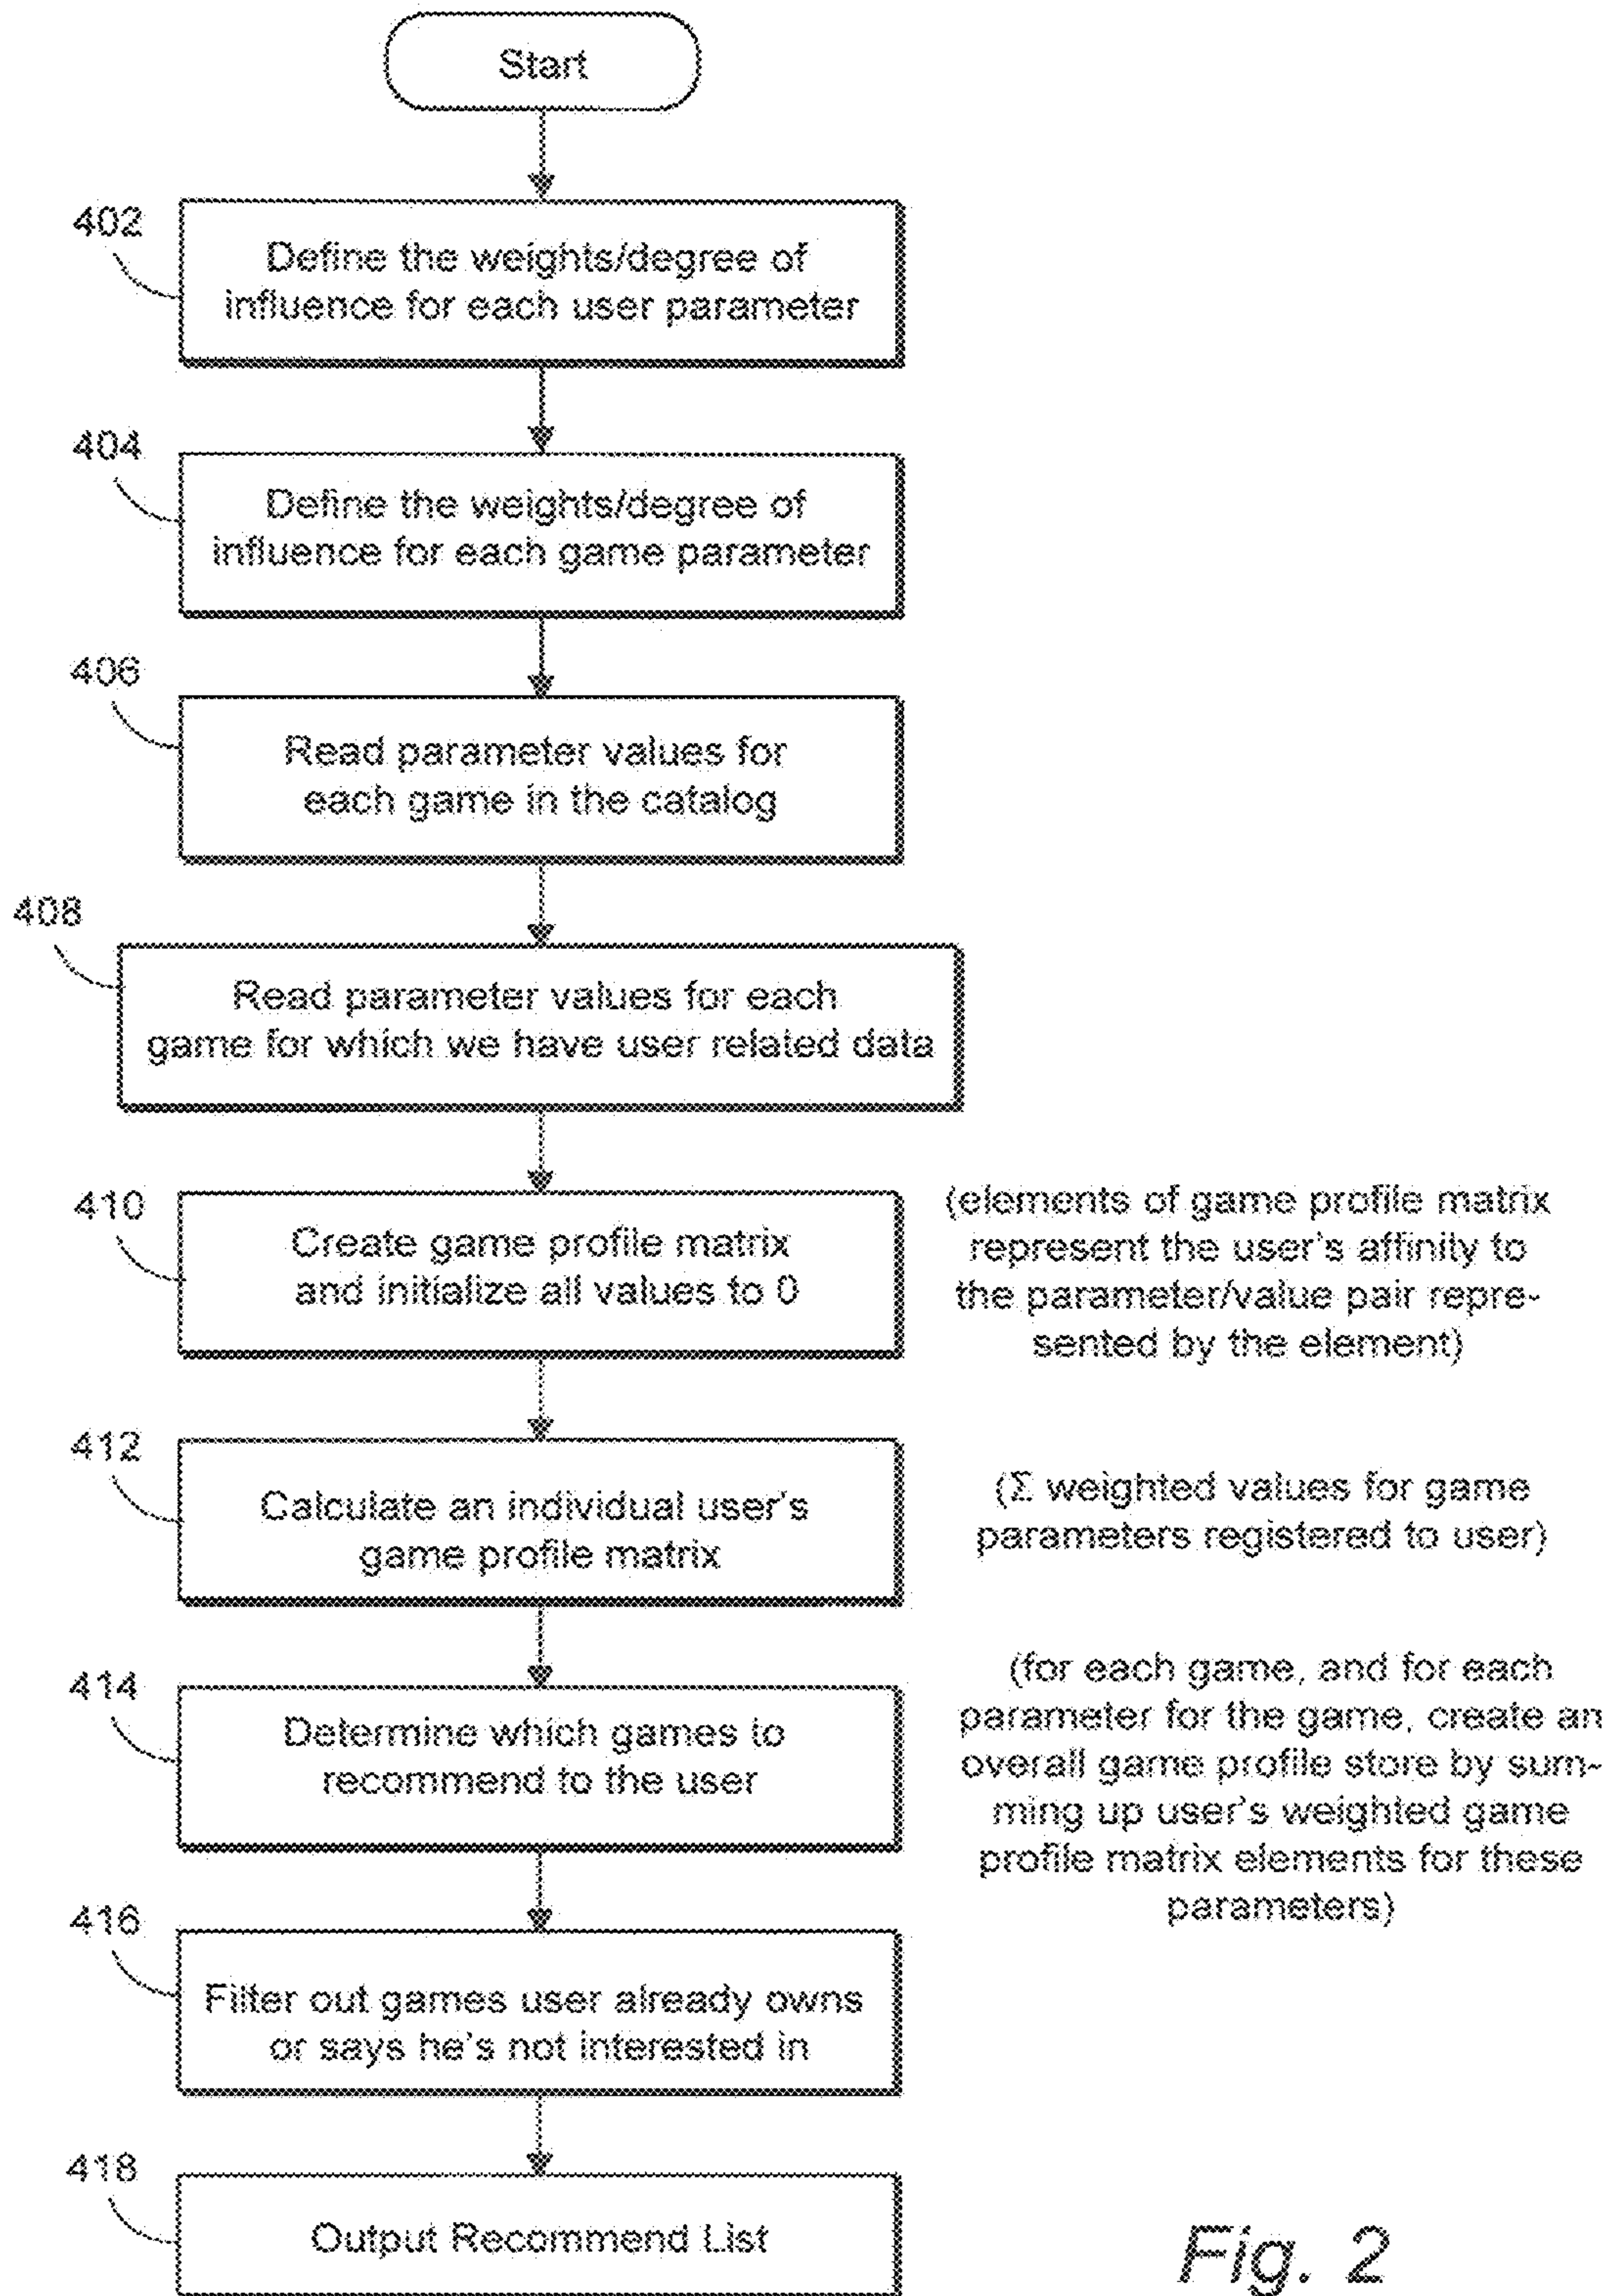 Start
402
Define the weights/degree of
influence for each user parameter
404
Define the weights/degree of
influence for each game parameter
406
Read parameter values for
each game in the catalog
408
Read parameter values for each
game for which we have user related data
410
Create game profile matrix
and initialize all values to 0
(elements of game profile matrix
represent the user's affinity to
the parameter/value pair repre-
sented by the element)
412
Calculate an individual user's
game profile matrix
(Σ weighted values for game
parameters registered to user)
414
Determine which games to
recommend to the user
(for each game, and for each
parameter for the game, create an
overall game profile store by sum-
ming up user's weighted game
profile matrix elements for these
parameters)
416
Filter out games user already owns
or says he's not interested in
418
Output Recommend List
Fig. 2